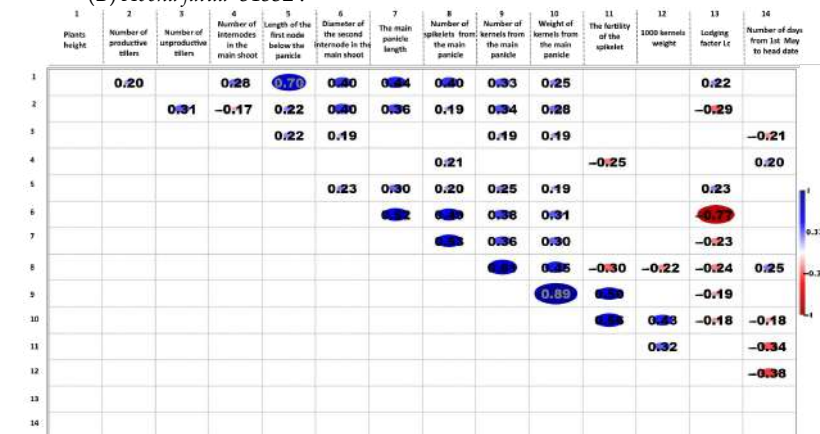 1
Plants
height
2
Number of
productive
tillers
3
Number of
unproductive
tillers
4
Number of
internodes
in the
main shoot
5
Length of the
first node
below the
panicle
6
Diameter of
the second
internode in the
main shoot
7
The main
panicle
length
8
Number of
spikelets from
the main
panicle
9
Number of
kernels from
the main
panicle
10
Weight of
kernels from
the main
panicle
11
The fertility
of the
spikelet
12
1000 kernels
weight
13
Lodging
factor Lc
14
Number of days
from 1st May
to head date
1 0.20 0.28 0.70 0.40 0.44 0.40 0.33 0.25 0.22
2 0.31 −0.17 0.22 0.40 0.36 0.19 0.34 0.28 −0.29
3 0.22 0.19 0.19 0.19 −0.21
4 0.21 −0.25 0.20
5 0.23 0.30 0.20 0.25 0.19 0.23
6 0.38 0.31 −0.77
7 0.36 0.30 −0.23
8 0.45 −0.30 −0.22 −0.24 0.25
9 0.89 −0.19
10 0.43 −0.18 −0.18
11 0.32 −0.34
12 −0.38
13
14